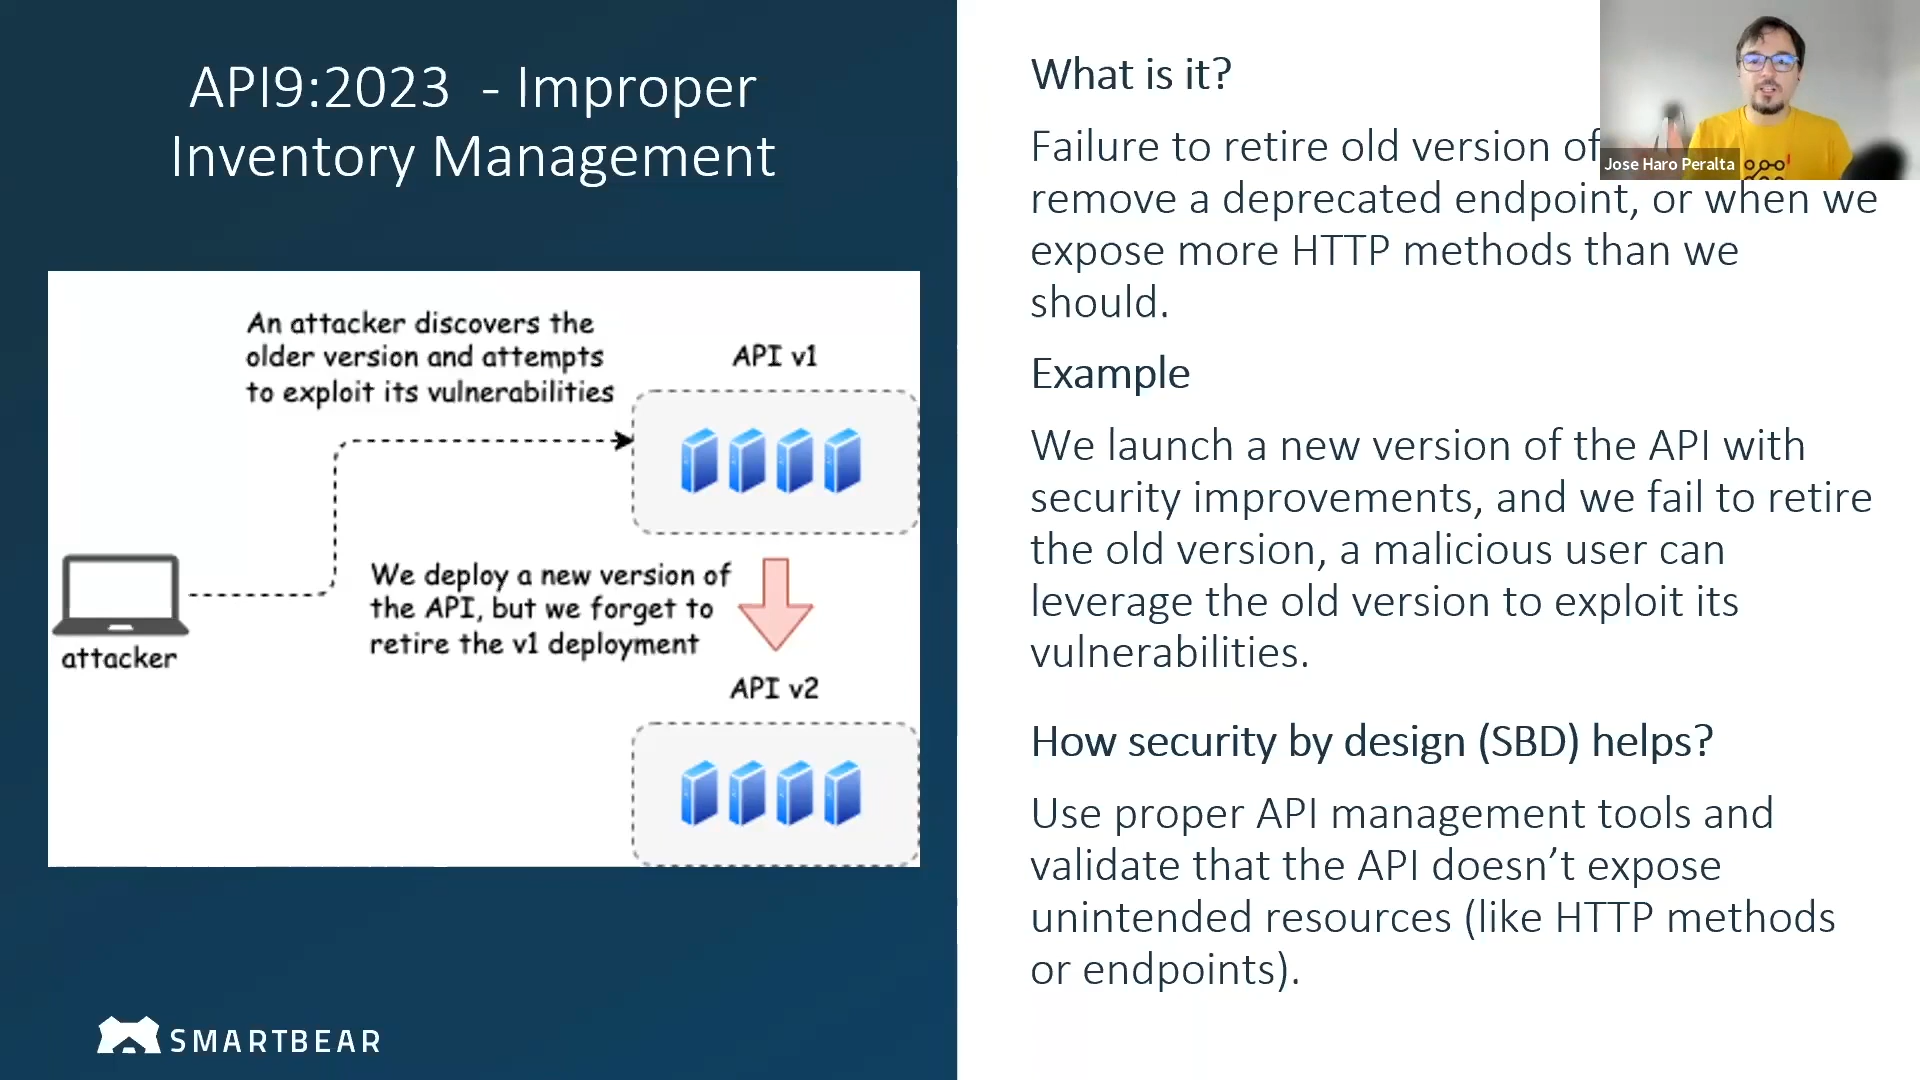 API9:2023 - Improper
Inventory Management
An attacker discovers the
older version and attempts
to exploit its vulnerabilities
API v1
We deploy a new version of
the API, but we forget to
retire the v1 deployment
attacker
API v2
SMARTBEAR
What is it?
Failure to retire old version of
remove a deprecated endpoint, or when we
expose more HTTP methods than we
should.
Example
We launch a new version of the API with
security improvements, and we fail to retire
the old version, a malicious user can
leverage the old version to exploit its
vulnerabilities.
How security by design (SBD) helps?
Use proper API management tools and
validate that the API doesn’t expose
unintended resources (like HTTP methods
or endpoints).
Jose Haro Peralta